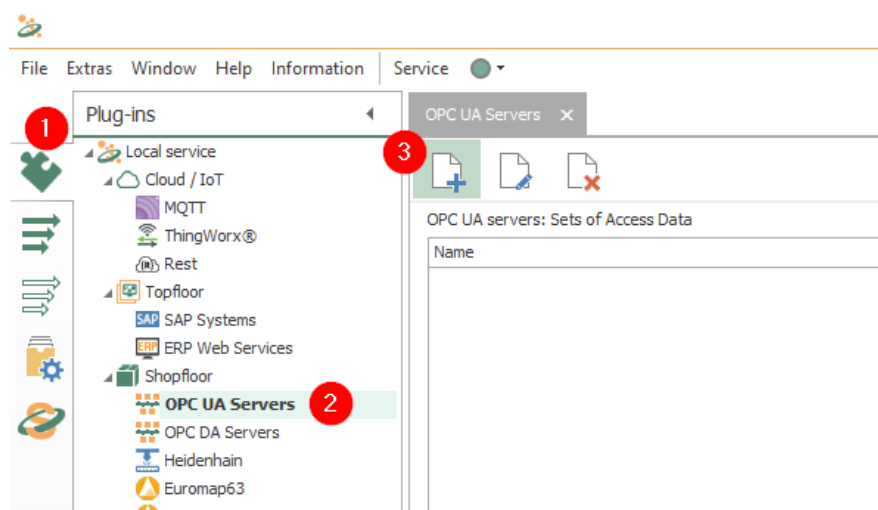 File Extras Window Help Information Service
1
Plug-ins
OPC UA Servers
3
Local service
Cloud / IoT
MQTT
ThingWorx®
(R) Rest
OPC UA servers: Sets of Access Data
Name
Topfloor
SAP SAP Systems
ERP ERP Web Services
Shopfloor
OPC UA Servers 2
OPC DA Servers
Heidenhain
Euromap63